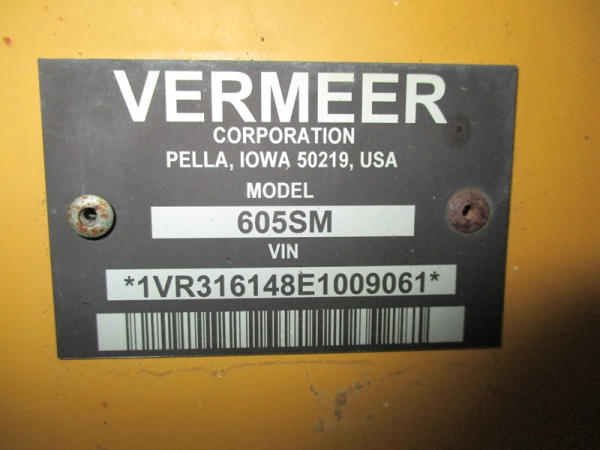 VERMEER
CORPORATION
PELLA, IOWA 50219, USA
MODEL
605SM
VIN
*1VR316148E1009061*